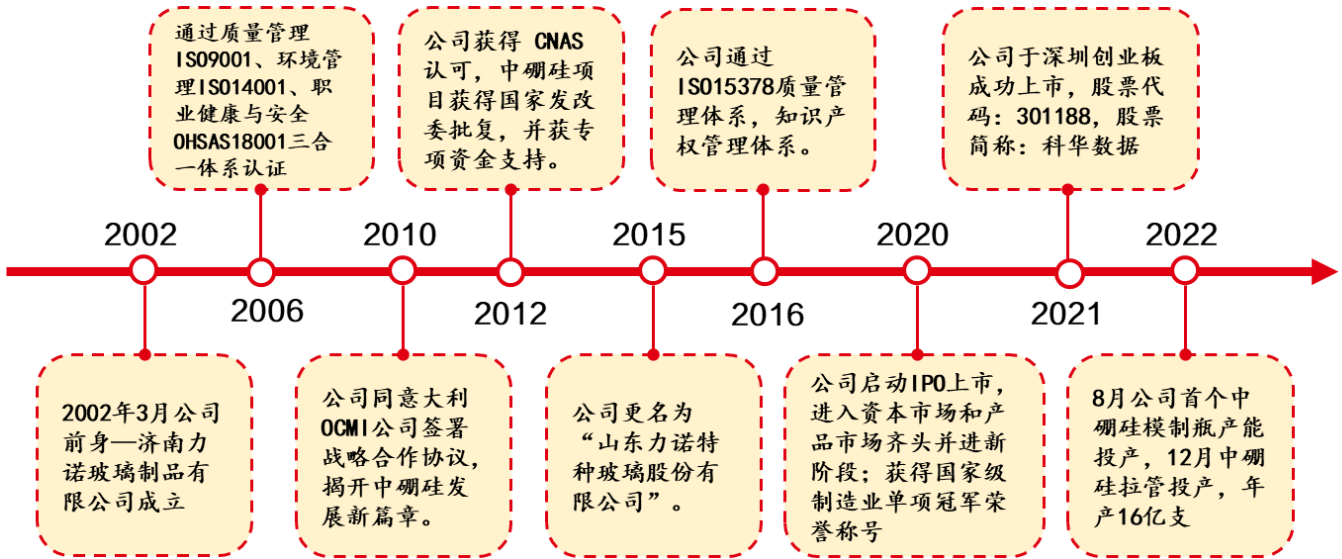 通过质量管理
ISO9001、环境管
理ISO14001、职
业健康与安全
OHSAS18001三合
一体系认证
公司获得 CNAS
认可，中硼硅项
目获得国家发改
委批复，并获专
项资金支持。
公司通过
ISO15378质量管
理体系，知识产
权管理体系。
公司于深圳创业板
成功上市，股票代
码：301188，股票
简称：科华数据
2002
2010
2015
2020
2022
2006
2012
2016
2021
2002年3月公司
前身—济南力
诺玻璃制品有
限公司成立
公司同意大利
OCMI公司签署
战略合作协议，
揭开中硼硅发
展新篇章。
公司更名为
“山东力诺特
种玻璃股份有
限公司”。
公司启动IPO上市，
进入资本市场和产
品市场齐头并进新
阶段；获得国家级
制造业单项冠军荣
誉称号
8月公司首个中
硼硅模制瓶产能
投产，12月中硼
硅拉管投产，年
产16亿支